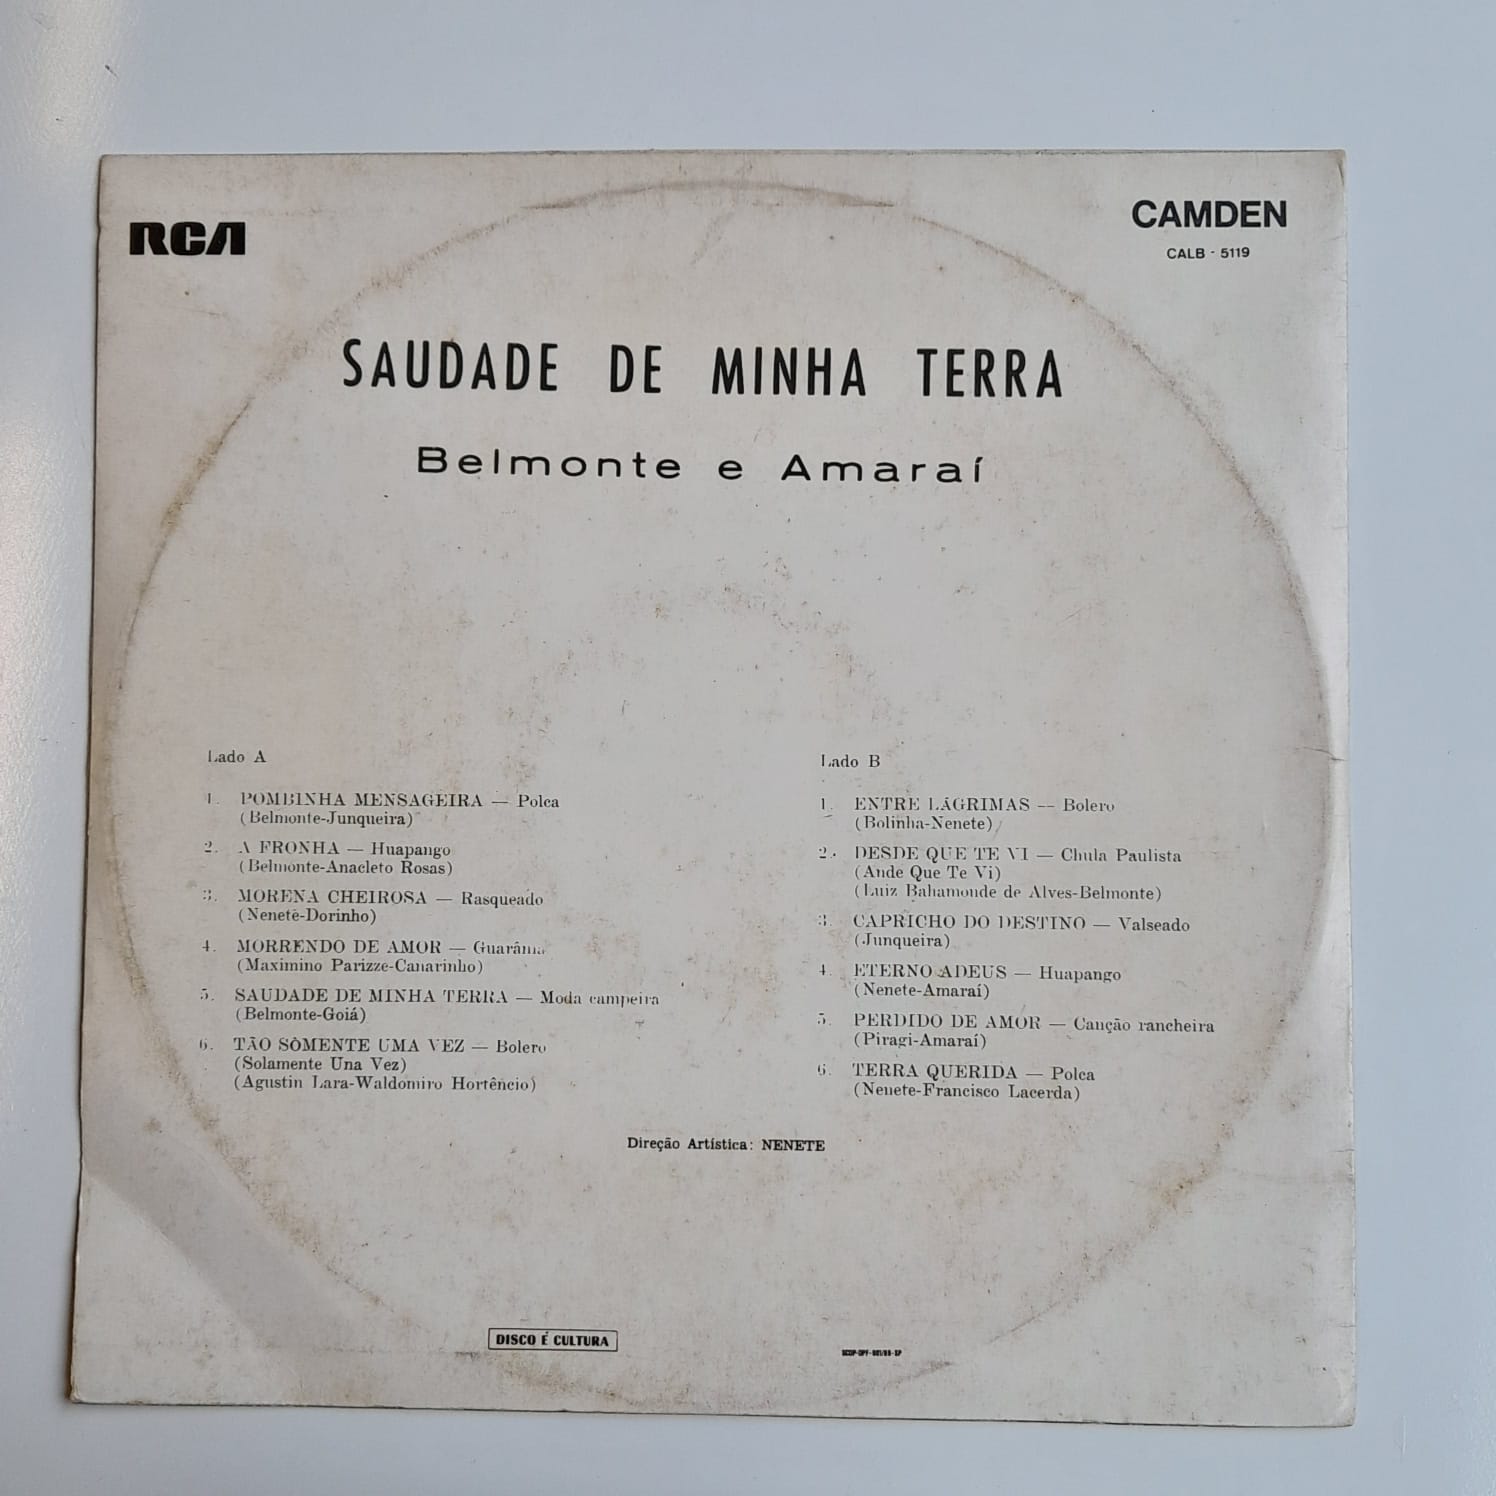 RCA
CAMDEN
CALB - 5119
SAUDADE DE MINHA TERRA
Belmonte e Amaraí
Lado A
1. POMBINHA MENSAGEIRA — Polca
(Belmonte-Junqueira)
2. A FRONHA — Huapango
(Belmonte-Anacleto Rosas)
3. MORENA CHEIROSA — Rasqueado
(Nenete-Dorinho)
4. MORRENDO DE AMOR — Guarânia
(Maximino Parizze-Canarinho)
5. SAUDADE DE MINHA TERRA — Moda campeira
(Belmonte-Goiá)
6. TÃO SÒMENTE UMA VEZ — Bolero
(Solamente Una Vez)
(Agustin Lara-Waldomiro Hortêncio)
Lado B
1. ENTRE LÁGRIMAS — Bolero
(Bolinha-Nenete)
2. DESDE QUE TE VI — Chula Paulista
(Ande Que Te Vi)
(Luiz Bahamonde de Alves-Belmonte)
3. CAPRICHO DO DESTINO — Valseado
(Junqueira)
4. ETERNO ADEUS — Huapango
(Nenete-Amaraí)
5. PERDIDO DE AMOR — Canção rancheira
(Piragi-Amaraí)
6. TERRA QUERIDA — Polca
(Nenete-Francisco Lacerda)
Direção Artística: NENETE
DISCO É CULTURA